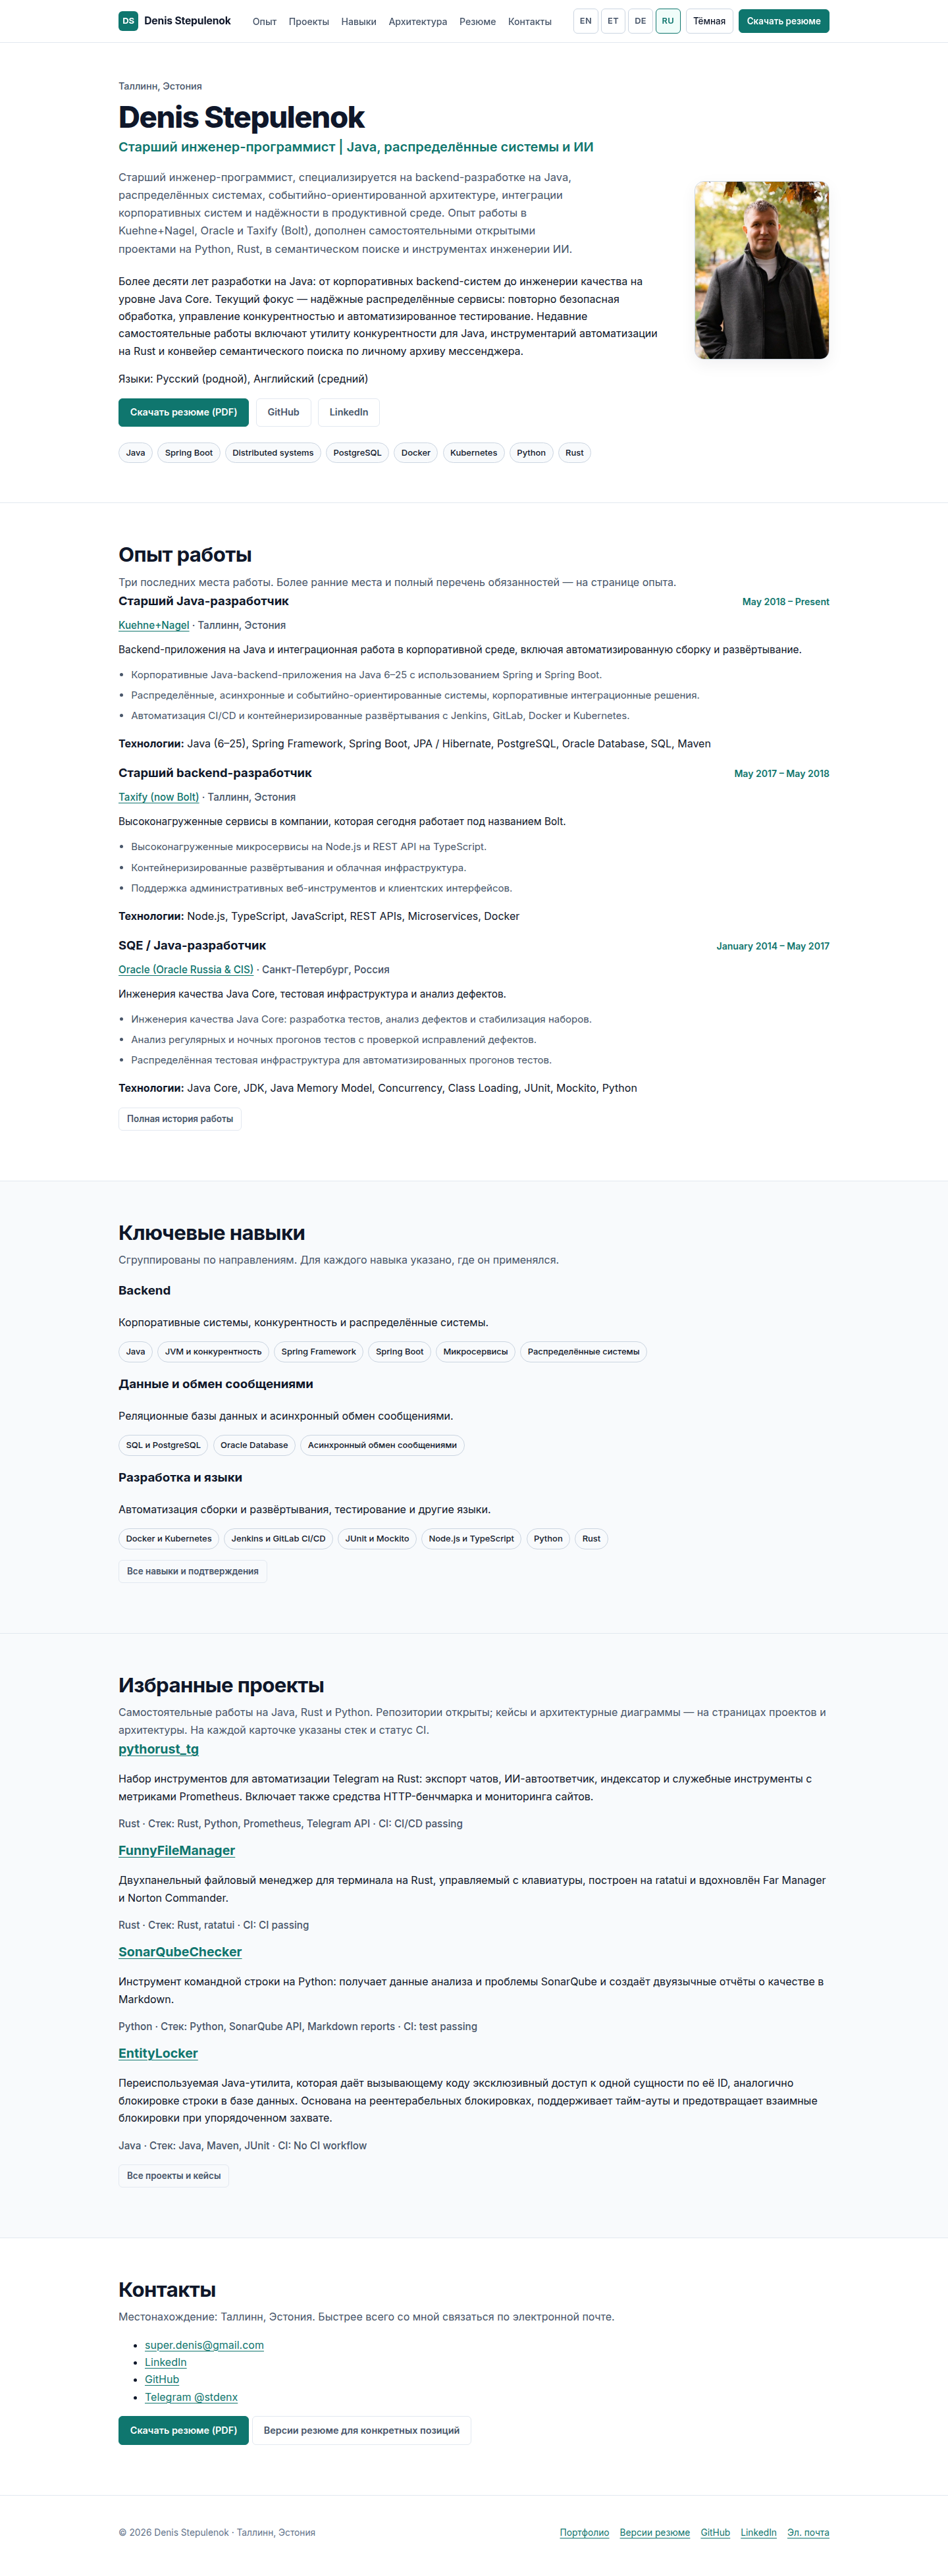 DS Denis Stepulenok Опыт Проекты Навыки Архитектура Резюме Контакты EN ET DE RU Тёмная Скачать резюме
Таллинн, Эстония
Denis Stepulenok
Старший инженер-программист | Java, распределённые системы и ИИ
Старший инженер-программист, специализируется на backend-разработке на Java,
распределённых системах, событийно-ориентированной архитектуре, интеграции
корпоративных систем и надёжности в продуктивной среде. Опыт работы в
Kuehne+Nagel, Oracle и Taxify (Bolt), дополнен самостоятельными открытыми
проектами на Python, Rust, в семантическом поиске и инструментах инженерии ИИ.
Более десяти лет разработки на Java: от корпоративных backend-систем до инженерии качества на
уровне Java Core. Текущий фокус — надёжные распределённые сервисы: повторно безопасная
обработка, управление конкурентностью и автоматизированное тестирование. Недавние
самостоятельные работы включают утилиту конкурентности для Java, инструментарий автоматизации
на Rust и конвейер семантического поиска по личному архиву мессенджера.
Языки: Русский (родной), Английский (средний)
Скачать резюме (PDF) GitHub LinkedIn
Java Spring Boot Distributed systems PostgreSQL Docker Kubernetes Python Rust
Опыт работы
Три последних места работы. Более ранние места и полный перечень обязанностей — на странице опыта.
Старший Java-разработчик May 2018 – Present
Kuehne+Nagel · Таллинн, Эстония
Backend-приложения на Java и интеграционная работа в корпоративной среде, включая автоматизированную сборку и развёртывание.
• Корпоративные Java-backend-приложения на Java 6–25 с использованием Spring и Spring Boot.
• Распределённые, асинхронные и событийно-ориентированные системы, корпоративные интеграционные решения.
• Автоматизация CI/CD и контейнеризированные развёртывания с Jenkins, GitLab, Docker и Kubernetes.
Технологии: Java (6–25), Spring Framework, Spring Boot, JPA / Hibernate, PostgreSQL, Oracle Database, SQL, Maven
Старший backend-разработчик May 2017 – May 2018
Taxify (now Bolt) · Таллинн, Эстония
Высоконагруженные сервисы в компании, которая сегодня работает под названием Bolt.
• Высоконагруженные микросервисы на Node.js и REST API на TypeScript.
• Контейнеризированные развёртывания и облачная инфраструктура.
• Поддержка административных веб-инструментов и клиентских интерфейсов.
Технологии: Node.js, TypeScript, JavaScript, REST APIs, Microservices, Docker
SQE / Java-разработчик January 2014 – May 2017
Oracle (Oracle Russia & CIS) · Санкт-Петербург, Россия
Инженерия качества Java Core, тестовая инфраструктура и анализ дефектов.
• Инженерия качества Java Core: разработка тестов, анализ дефектов и стабилизация наборов.
• Анализ регулярных и ночных прогонов тестов с проверкой исправлений дефектов.
• Распределённая тестовая инфраструктура для автоматизированных прогонов тестов.
Технологии: Java Core, JDK, Java Memory Model, Concurrency, Class Loading, JUnit, Mockito, Python
Полная история работы
Ключевые навыки
Сгруппированы по направлениям. Для каждого навыка указано, где он применялся.
Backend
Корпоративные системы, конкурентность и распределённые системы.
Java JVM и конкурентность Spring Framework Spring Boot Микросервисы Распределённые системы
Данные и обмен сообщениями
Реляционные базы данных и асинхронный обмен сообщениями.
SQL и PostgreSQL Oracle Database Асинхронный обмен сообщениями
Разработка и языки
Автоматизация сборки и развёртывания, тестирование и другие языки.
Docker и Kubernetes Jenkins и GitLab CI/CD JUnit и Mockito Node.js и TypeScript Python Rust
Все навыки и подтверждения
Избранные проекты
Самостоятельные работы на Java, Rust и Python. Репозитории открыты; кейсы и архитектурные диаграммы — на страницах проектов и
архитектуры. На каждой карточке указаны стек и статус CI.
pythorust_tg
Набор инструментов для автоматизации Telegram на Rust: экспорт чатов, ИИ-автоответчик, индексатор и служебные инструменты с
метриками Prometheus. Включает также средства HTTP-бенчмарка и мониторинга сайтов.
Rust · Стек: Rust, Python, Prometheus, Telegram API · CI: CI/CD passing
FunnyFileManager
Двухпанельный файловый менеджер для терминала на Rust, управляемый с клавиатуры, построен на ratatui и вдохновлён Far Manager
и Norton Commander.
Rust · Стек: Rust, ratatui · CI: CI passing
SonarQubeChecker
Инструмент командной строки на Python: получает данные анализа и проблемы SonarQube и создаёт двуязычные отчёты о качестве в
Markdown.
Python · Стек: Python, SonarQube API, Markdown reports · CI: test passing
EntityLocker
Переиспользуемая Java-утилита, которая даёт вызывающему коду эксклюзивный доступ к одной сущности по её ID, аналогично
блокировке строки в базе данных. Основана на реентерабельных блокировках, поддерживает тайм-ауты и предотвращает взаимные
блокировки при упорядоченном захвате.
Java · Стек: Java, Maven, JUnit · CI: No CI workflow
Все проекты и кейсы
Контакты
Местонахождение: Таллинн, Эстония. Быстрее всего со мной связаться по электронной почте.
• super.denis@gmail.com
• LinkedIn
• GitHub
• Telegram @stdenx
Скачать резюме (PDF) Версии резюме для конкретных позиций
© 2026 Denis Stepulenok · Таллинн, Эстония Портфолио Версии резюме GitHub LinkedIn Эл. почта